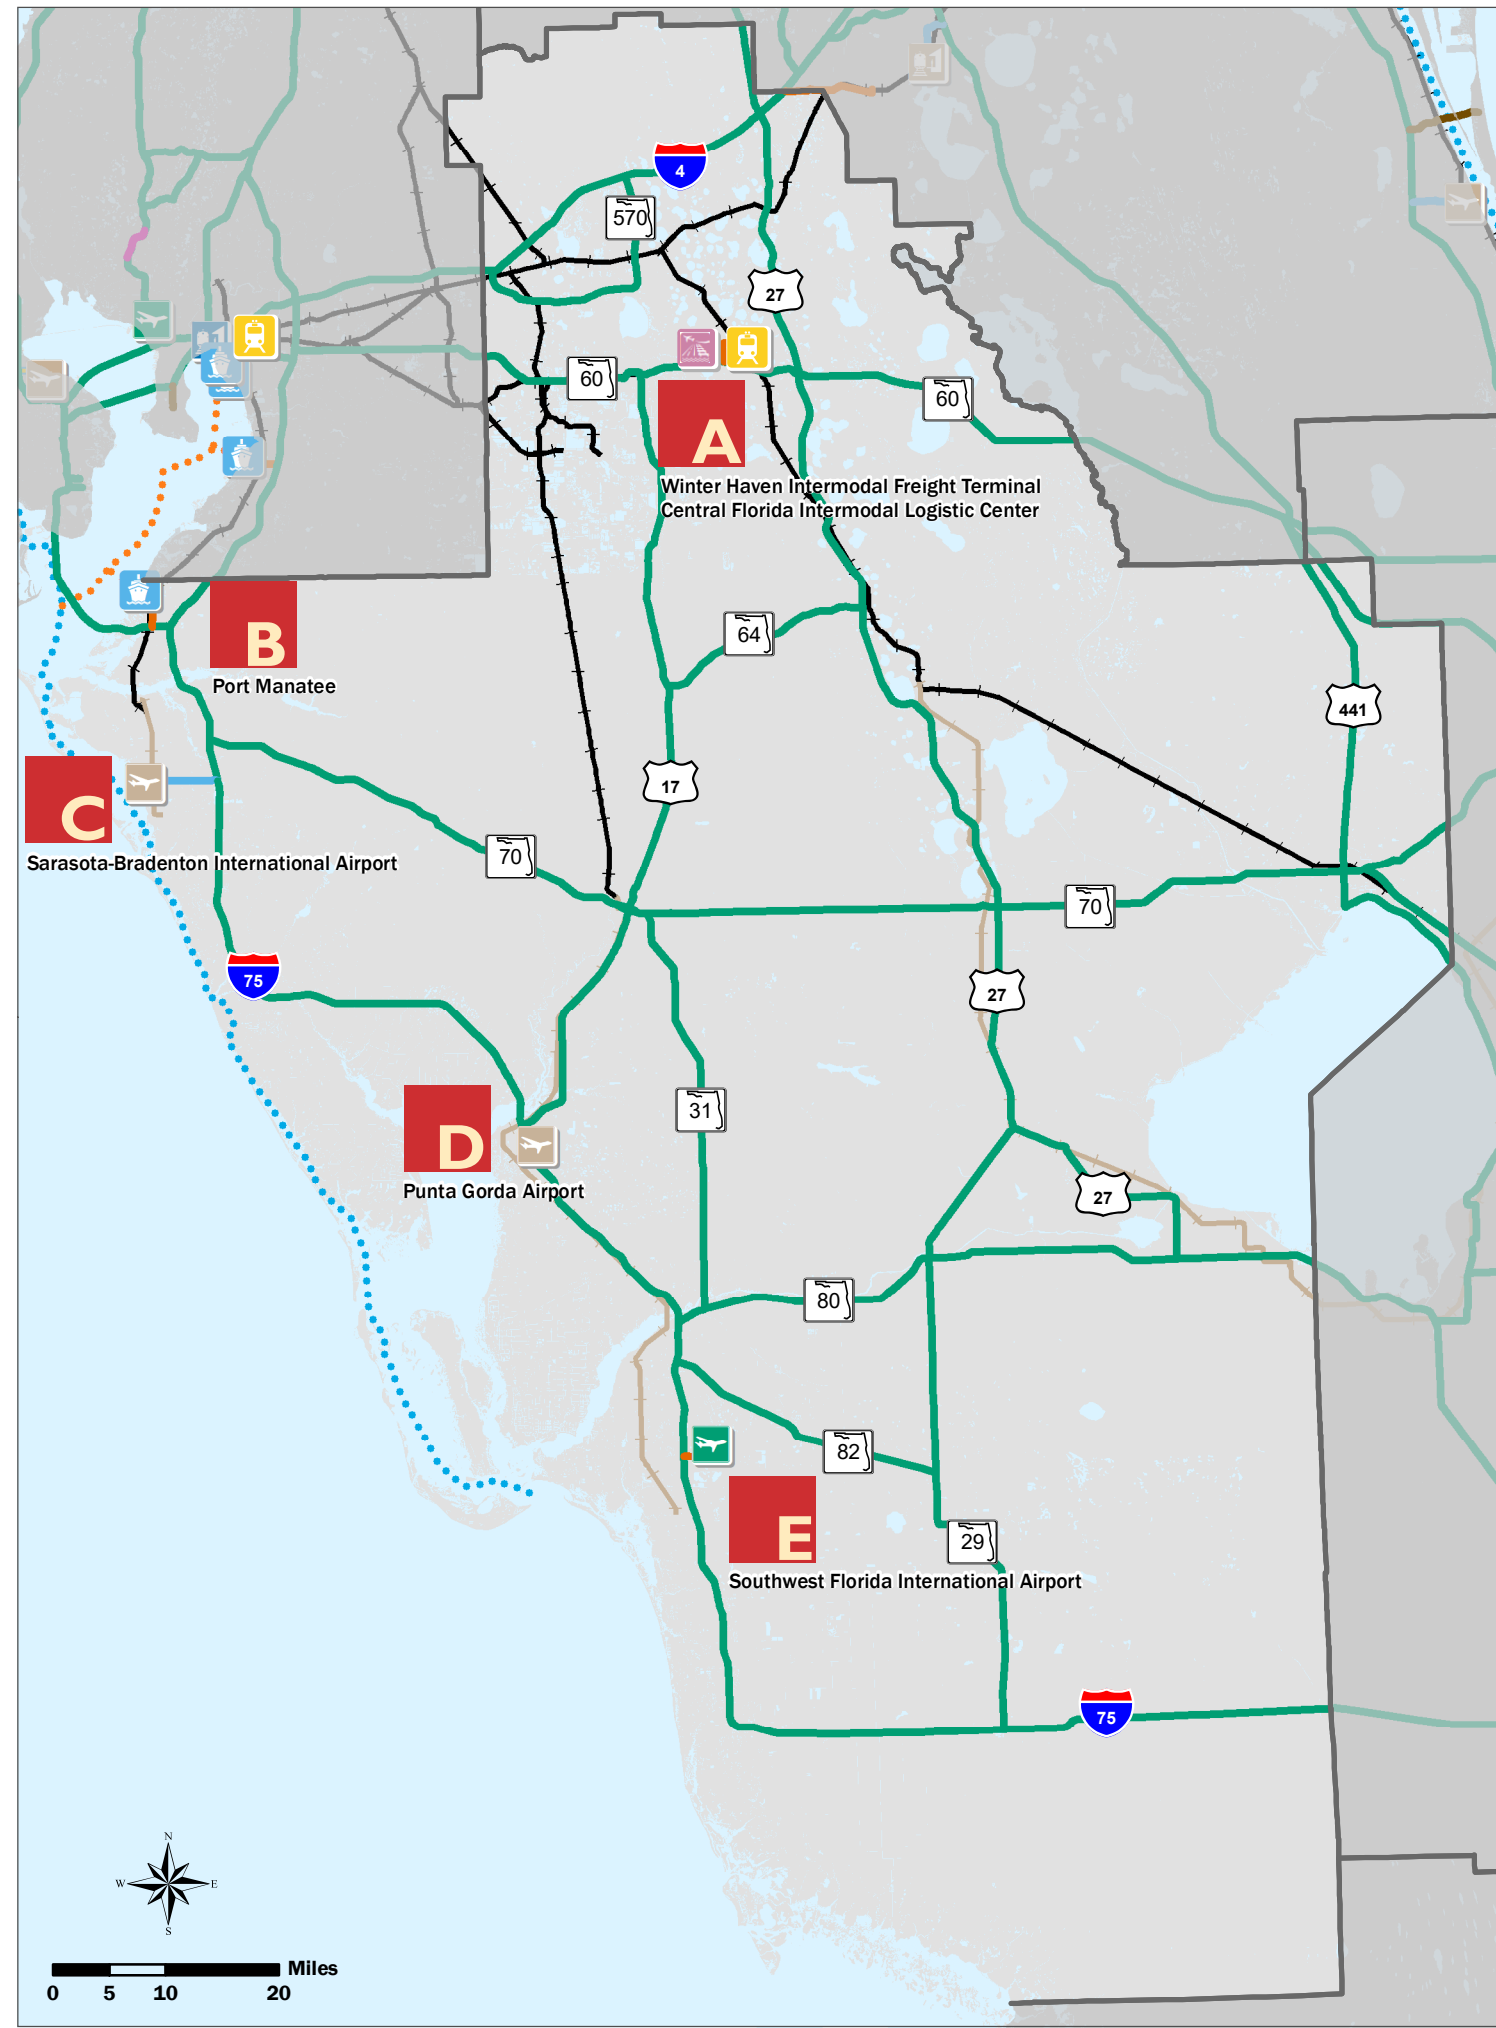 4
570
27
60
60
A
Winter Haven Intermodal Freight Terminal
Central Florida Intermodal Logistic Center
64
B
Port Manatee
441
17
C
Sarasota-Bradenton International Airport
70
70
75
27
31
D
Punta Gorda Airport
27
80
82
E
29
Southwest Florida International Airport
75
N
W E
S
Miles
0 5 10 20